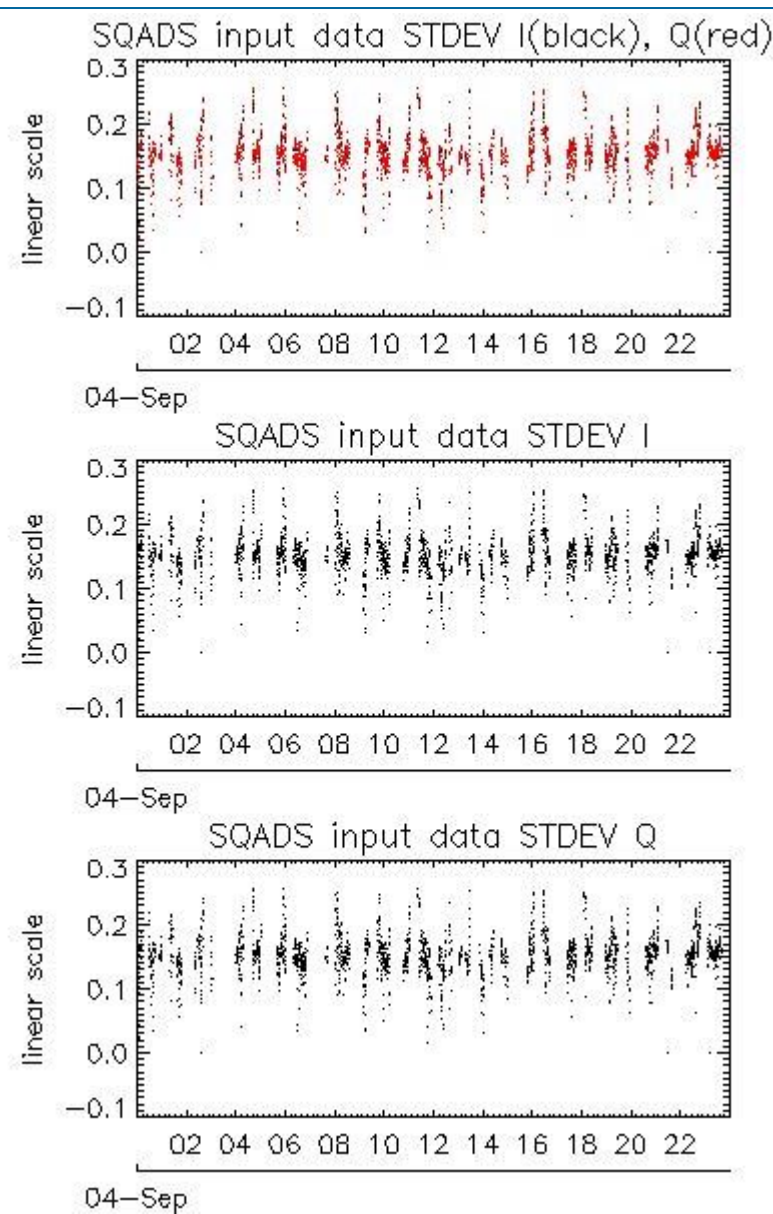 SQADS input data STDEV I(black), Q(red)
0.3
0.2
0.1
0.0
−0.1
linear scale
02 04 06 08 10 12 14 16 18 20 22
04−Sep
SQADS input data STDEV I
0.3
0.2
0.1
0.0
−0.1
linear scale
02 04 06 08 10 12 14 16 18 20 22
04−Sep
SQADS input data STDEV Q
0.3
0.2
0.1
0.0
−0.1
linear scale
02 04 06 08 10 12 14 16 18 20 22
04−Sep